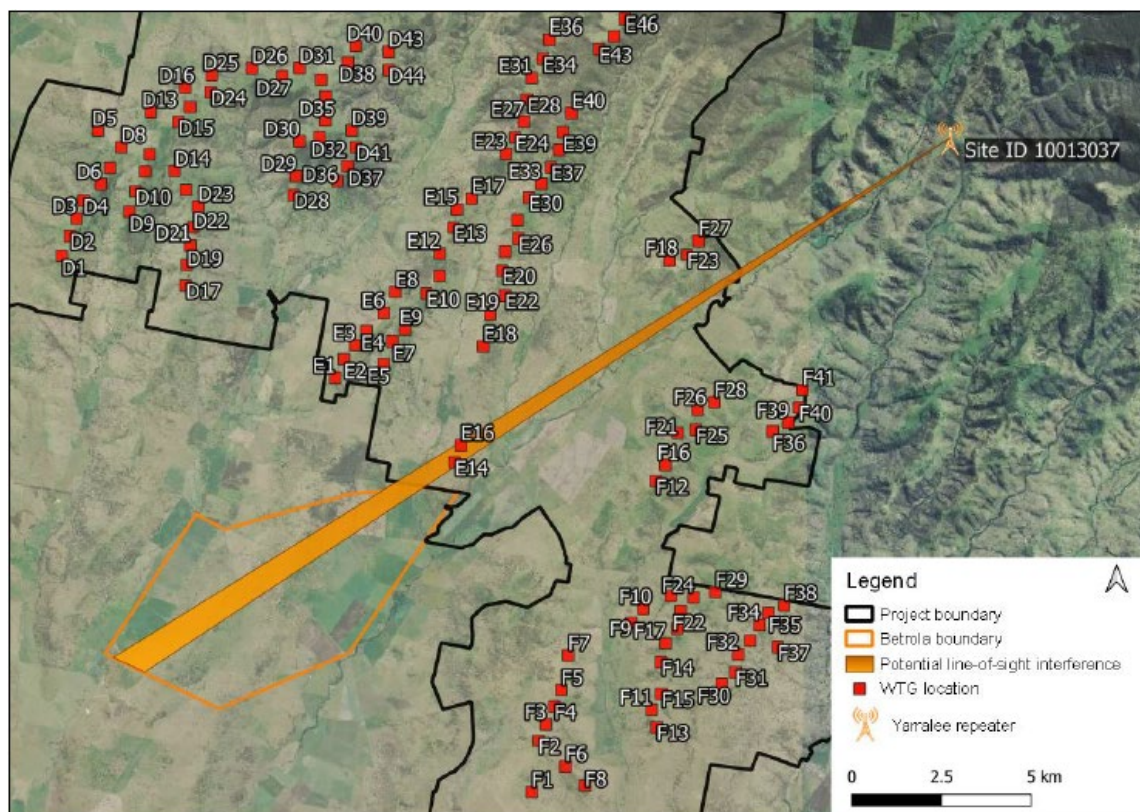 D40
D43
D44
E36
E46
D25
D26
D31
D38
E34
E43
D16
D24
D27
E31
D13
D15
D35
E27
E28
E40
D5
D8
D30
D39
E23
E24
E39
Site ID 10013037
D6
D14
D32
D41
D29
D36
D37
E33
E37
D3
D4
D10
D23
D28
E15
E17
E30
D9
D22
D2
D21
E13
F27
D1
D19
E12
E26
F18
F23
D17
E8
E10
E20
E6
E19
E22
E3
E4
E9
E18
E1
E2
E7
E5
F41
F26
F28
F39
F40
E16
F21
F25
F36
E14
F16
F12
F10
F24
F29
F38
F9
F17
F22
F34
F35
F7
F14
F32
F37
F5
F11
F15
F30
F31
F3
F4
F13
F2
F6
F1
F8
Legend
Project boundary
Betrola boundary
Potential line-of-sight interference
WTG location
Yarralee repeater
0 2.5 5 km